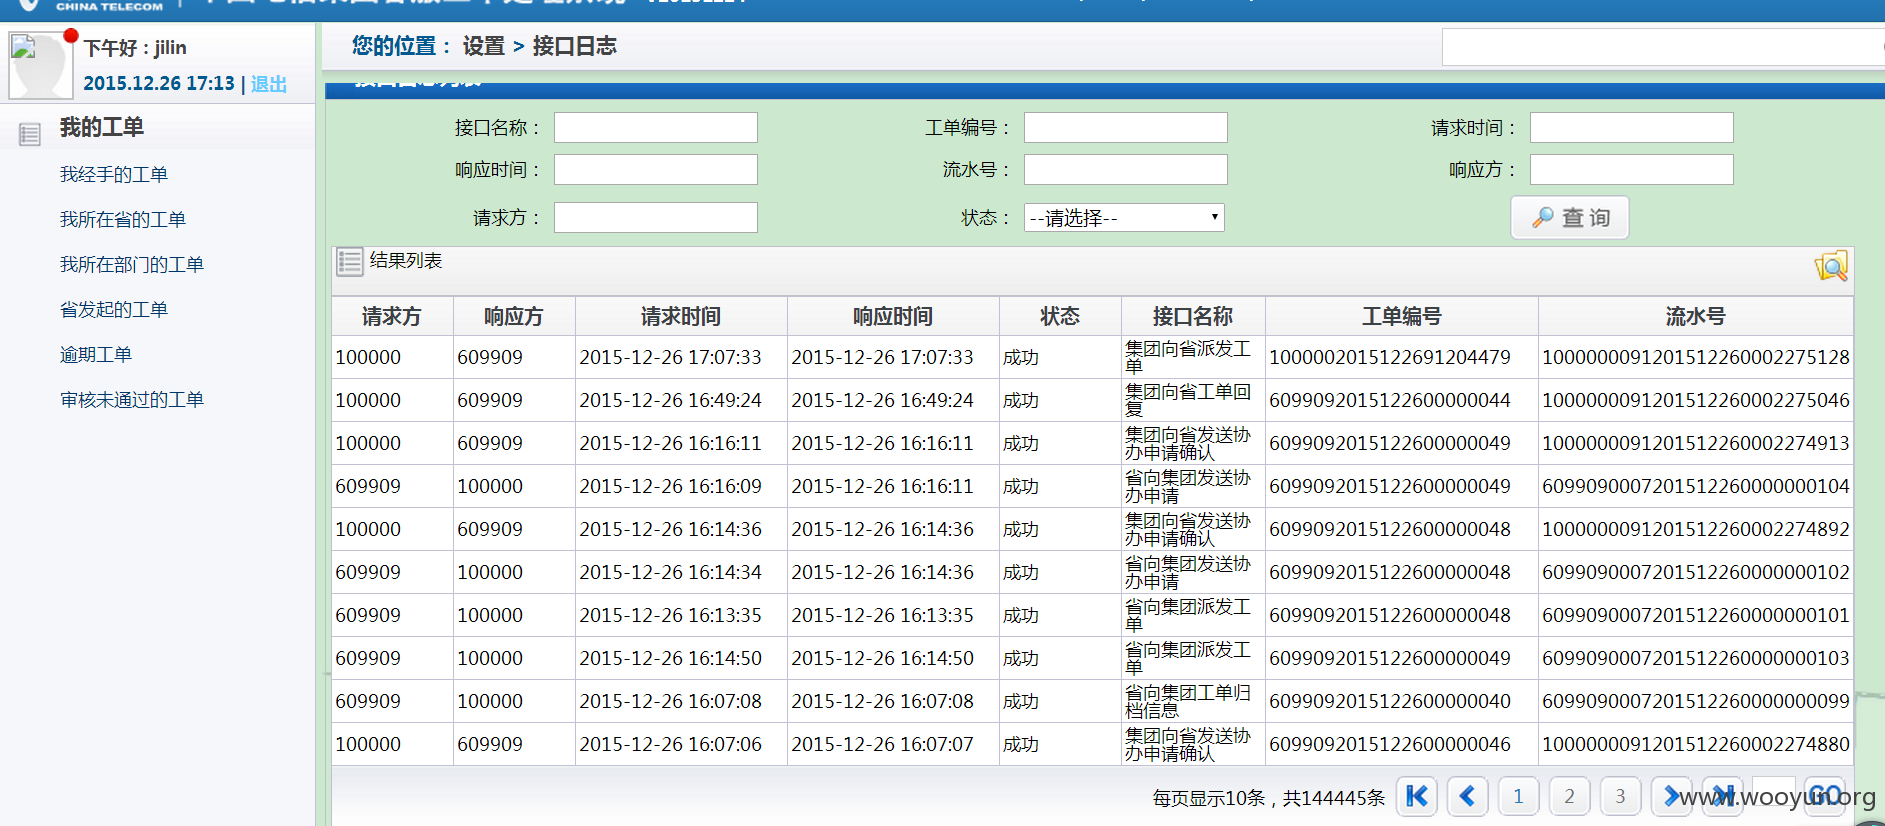 CHINA TELECOM
下午好：jilin
2015.12.26 17:13 | 退出
您的位置： 设置 > 接口日志
我的工单
我经手的工单
我所在省的工单
我所在部门的工单
省发起的工单
逾期工单
审核未通过的工单
接口名称： 工单编号： 请求时间：
响应时间： 流水号： 响应方：
请求方： 状态： --请选择-- 查 询
结果列表
请求方 响应方 请求时间 响应时间 状态 接口名称 工单编号 流水号
100000 609909 2015-12-26 17:07:33 2015-12-26 17:07:33 成功 集团向省派发工单 1000002015122691204479 1000000091201512260002275128
100000 609909 2015-12-26 16:49:24 2015-12-26 16:49:24 成功 集团向省工单回复 6099092015122600000044 1000000091201512260002275046
100000 609909 2015-12-26 16:16:11 2015-12-26 16:16:11 成功 集团向省发送协办申请确认 6099092015122600000049 1000000091201512260002274913
609909 100000 2015-12-26 16:16:09 2015-12-26 16:16:11 成功 省向集团发送协办申请 6099092015122600000049 6099090007201512260000000104
100000 609909 2015-12-26 16:14:36 2015-12-26 16:14:36 成功 集团向省发送协办申请确认 6099092015122600000048 1000000091201512260002274892
609909 100000 2015-12-26 16:14:34 2015-12-26 16:14:36 成功 省向集团发送协办申请 6099092015122600000048 6099090007201512260000000102
609909 100000 2015-12-26 16:13:35 2015-12-26 16:13:35 成功 省向集团派发工单 6099092015122600000048 6099090007201512260000000101
609909 100000 2015-12-26 16:14:50 2015-12-26 16:14:50 成功 省向集团派发工单 6099092015122600000049 6099090007201512260000000103
609909 100000 2015-12-26 16:07:08 2015-12-26 16:07:08 成功 省向集团工单归档信息 6099092015122600000040 6099090007201512260000000099
100000 609909 2015-12-26 16:07:06 2015-12-26 16:07:07 成功 集团向省发送协办申请确认 6099092015122600000046 1000000091201512260002274880
每页显示10条，共144445条 1 2 3 GO
www.wooyun.org